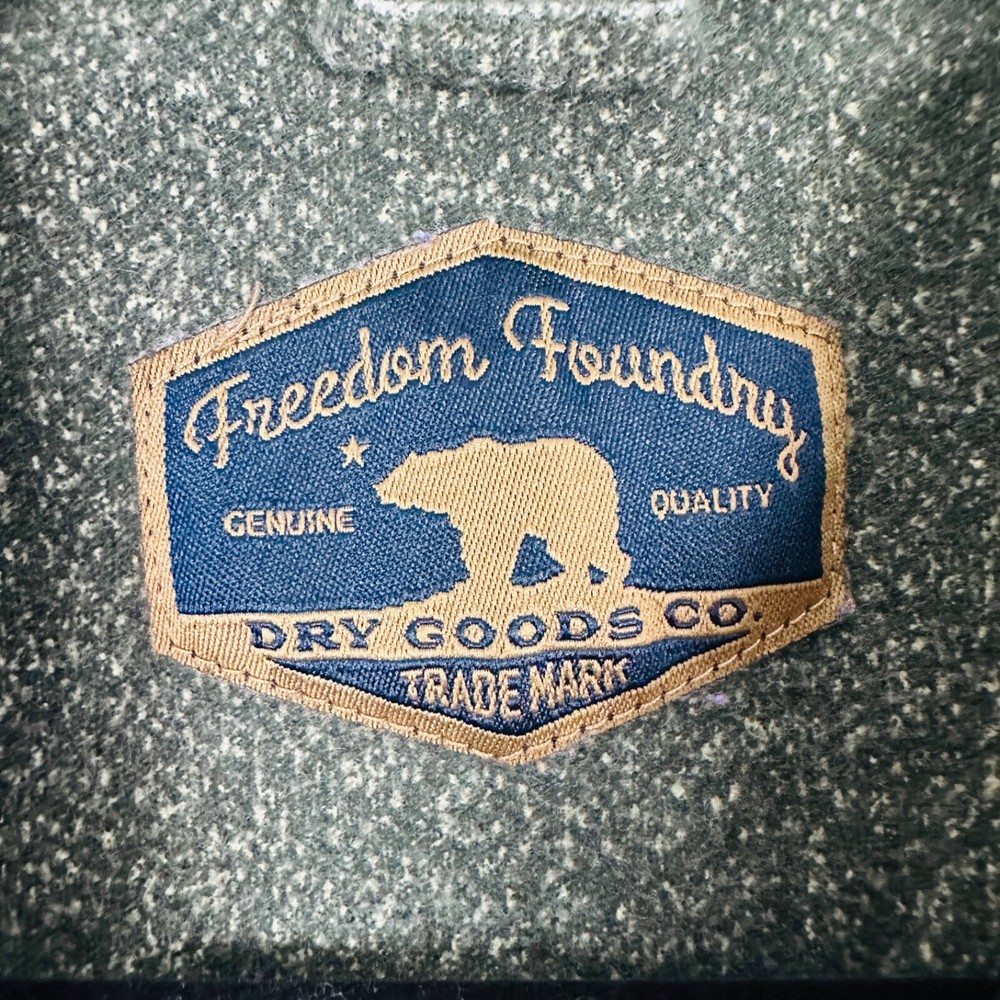 Freedom Foundry
GENUINE QUALITY
DRY GOODS CO.
TRADE MARK